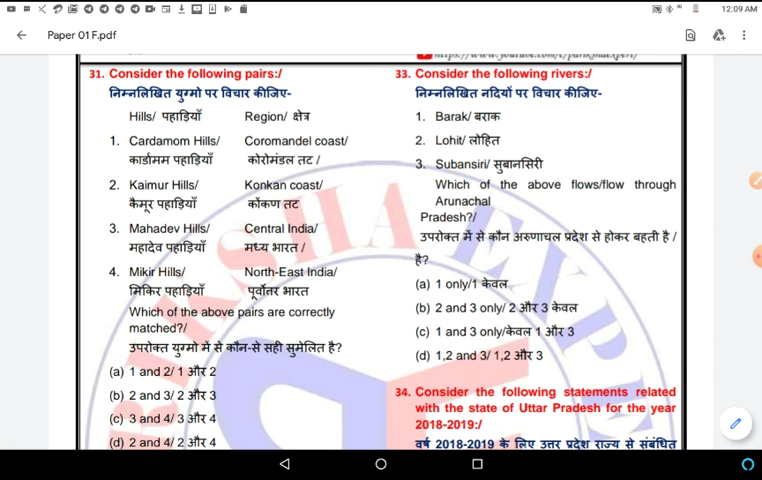 12:09 AM
Paper 01 F.pdf
31. Consider the following pairs:/
निम्नलिखित युग्मो पर विचार कीजिए-
Hills/ पहाड़ियाँ Region/ क्षेत्र
1. Cardamom Hills/ Coromandel coast/
कार्डामम पहाड़ियाँ कोरोमंडल तट /
2. Kaimur Hills/ Konkan coast/
कैमूर पहाड़ियाँ कोंकण तट
3. Mahadev Hills/ Central India/
महादेव पहाड़ियाँ मध्य भारत /
4. Mikir Hills/ North-East India/
मिकिर पहाड़ियाँ पूर्वोतर भारत
Which of the above pairs are correctly
matched?/
उपरोक्त युग्मो में से कौन-से सही सुमेलित है?
(a) 1 and 2/ 1 और 2
(b) 2 and 3/ 2 और 3
(c) 3 and 4/ 3 और 4
(d) 2 and 4/ 2 और 4
33. Consider the following rivers:/
निम्नलिखित नदियों पर विचार कीजिए-
1. Barak/ बराक
2. Lohit/ लोहित
3. Subansiri/ सुबानसिरी
Which of the above flows/flow through
Arunachal
Pradesh?/
उपरोक्त में से कौन अरुणाचल प्रदेश से होकर बहती है /
है?
(a) 1 only/1 केवल
(b) 2 and 3 only/ 2 और 3 केवल
(c) 1 and 3 only/केवल 1 और 3
(d) 1,2 and 3/ 1,2 और 3
34. Consider the following statements related
with the state of Uttar Pradesh for the year
2018-2019:/
वर्ष 2018-2019 के लिए उत्तर प्रदेश राज्य से संबंधित